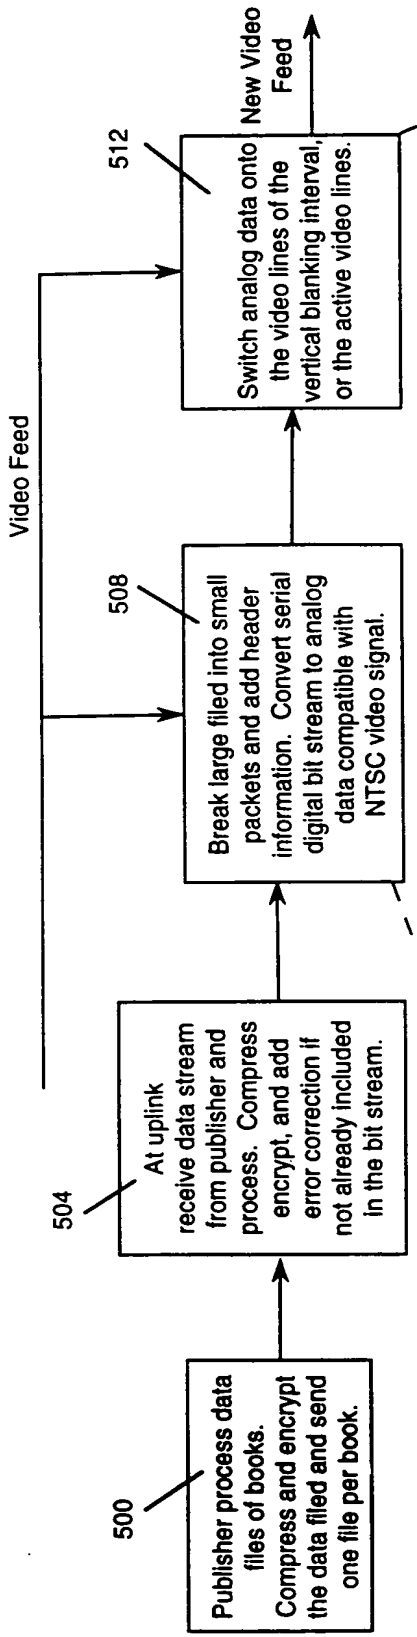 Video Feed
500
Publisher process data
files of books.
Compress and encrypt
the data filed and send
one file per book.
504
At uplink
receive data stream
from publisher and
process. Compress
encrypt, and add
error correction if
not already included
in the bit stream.
508
Break large filed into small
packets and add header
information. Convert serial
digital bit stream to analog
data compatible with
NTSC video signal.
512
Switch analog data onto
the video lines of the
vertical blanking interval,
or the active video lines.
New Video
Feed